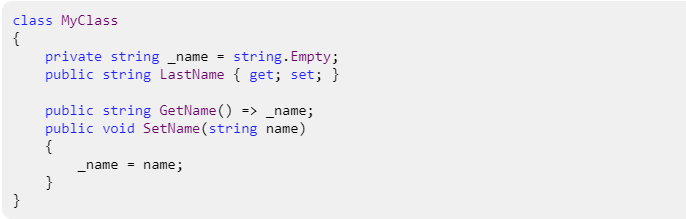 class MyClass
{
    private string _name = string.Empty;
    public string LastName { get; set; }

    public string GetName() => _name;
    public void SetName(string name)
    {
        _name = name;
    }
}